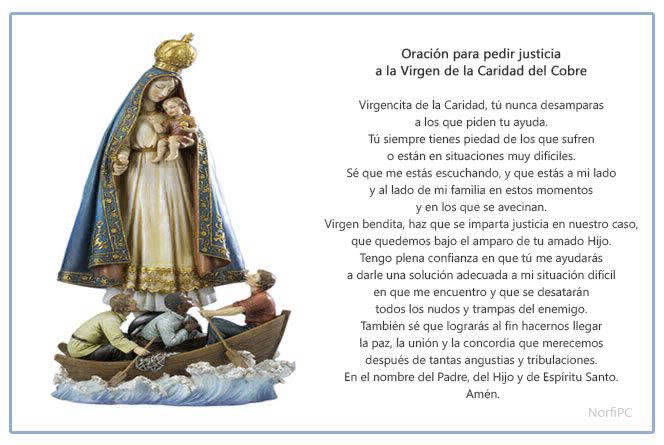 Oración para pedir justicia
a la Virgen de la Caridad del Cobre
Virgencita de la Caridad, tú nunca desamparas
a los que piden tu ayuda.
Tú siempre tienes piedad de los que sufren
o están en situaciones muy difíciles.
Sé que me estás escuchando, y que estás a mi lado
y al lado de mi familia en estos momentos
y en los que se avecinan.
Virgen bendita, haz que se imparta justicia en nuestro caso,
que quedemos bajo el amparo de tu amado Hijo.
Tengo plena confianza en que tú me ayudarás
a darle una solución adecuada a mi situación difícil
en que me encuentro y que se desatarán
todos los nudos y trampas del enemigo.
También sé que lograrás al fin hacernos llegar
la paz, la unión y la concordia que merecemos
después de tantas angustias y tribulaciones.
En el nombre del Padre, del Hijo y de Espíritu Santo.
Amén.
NorfiPC